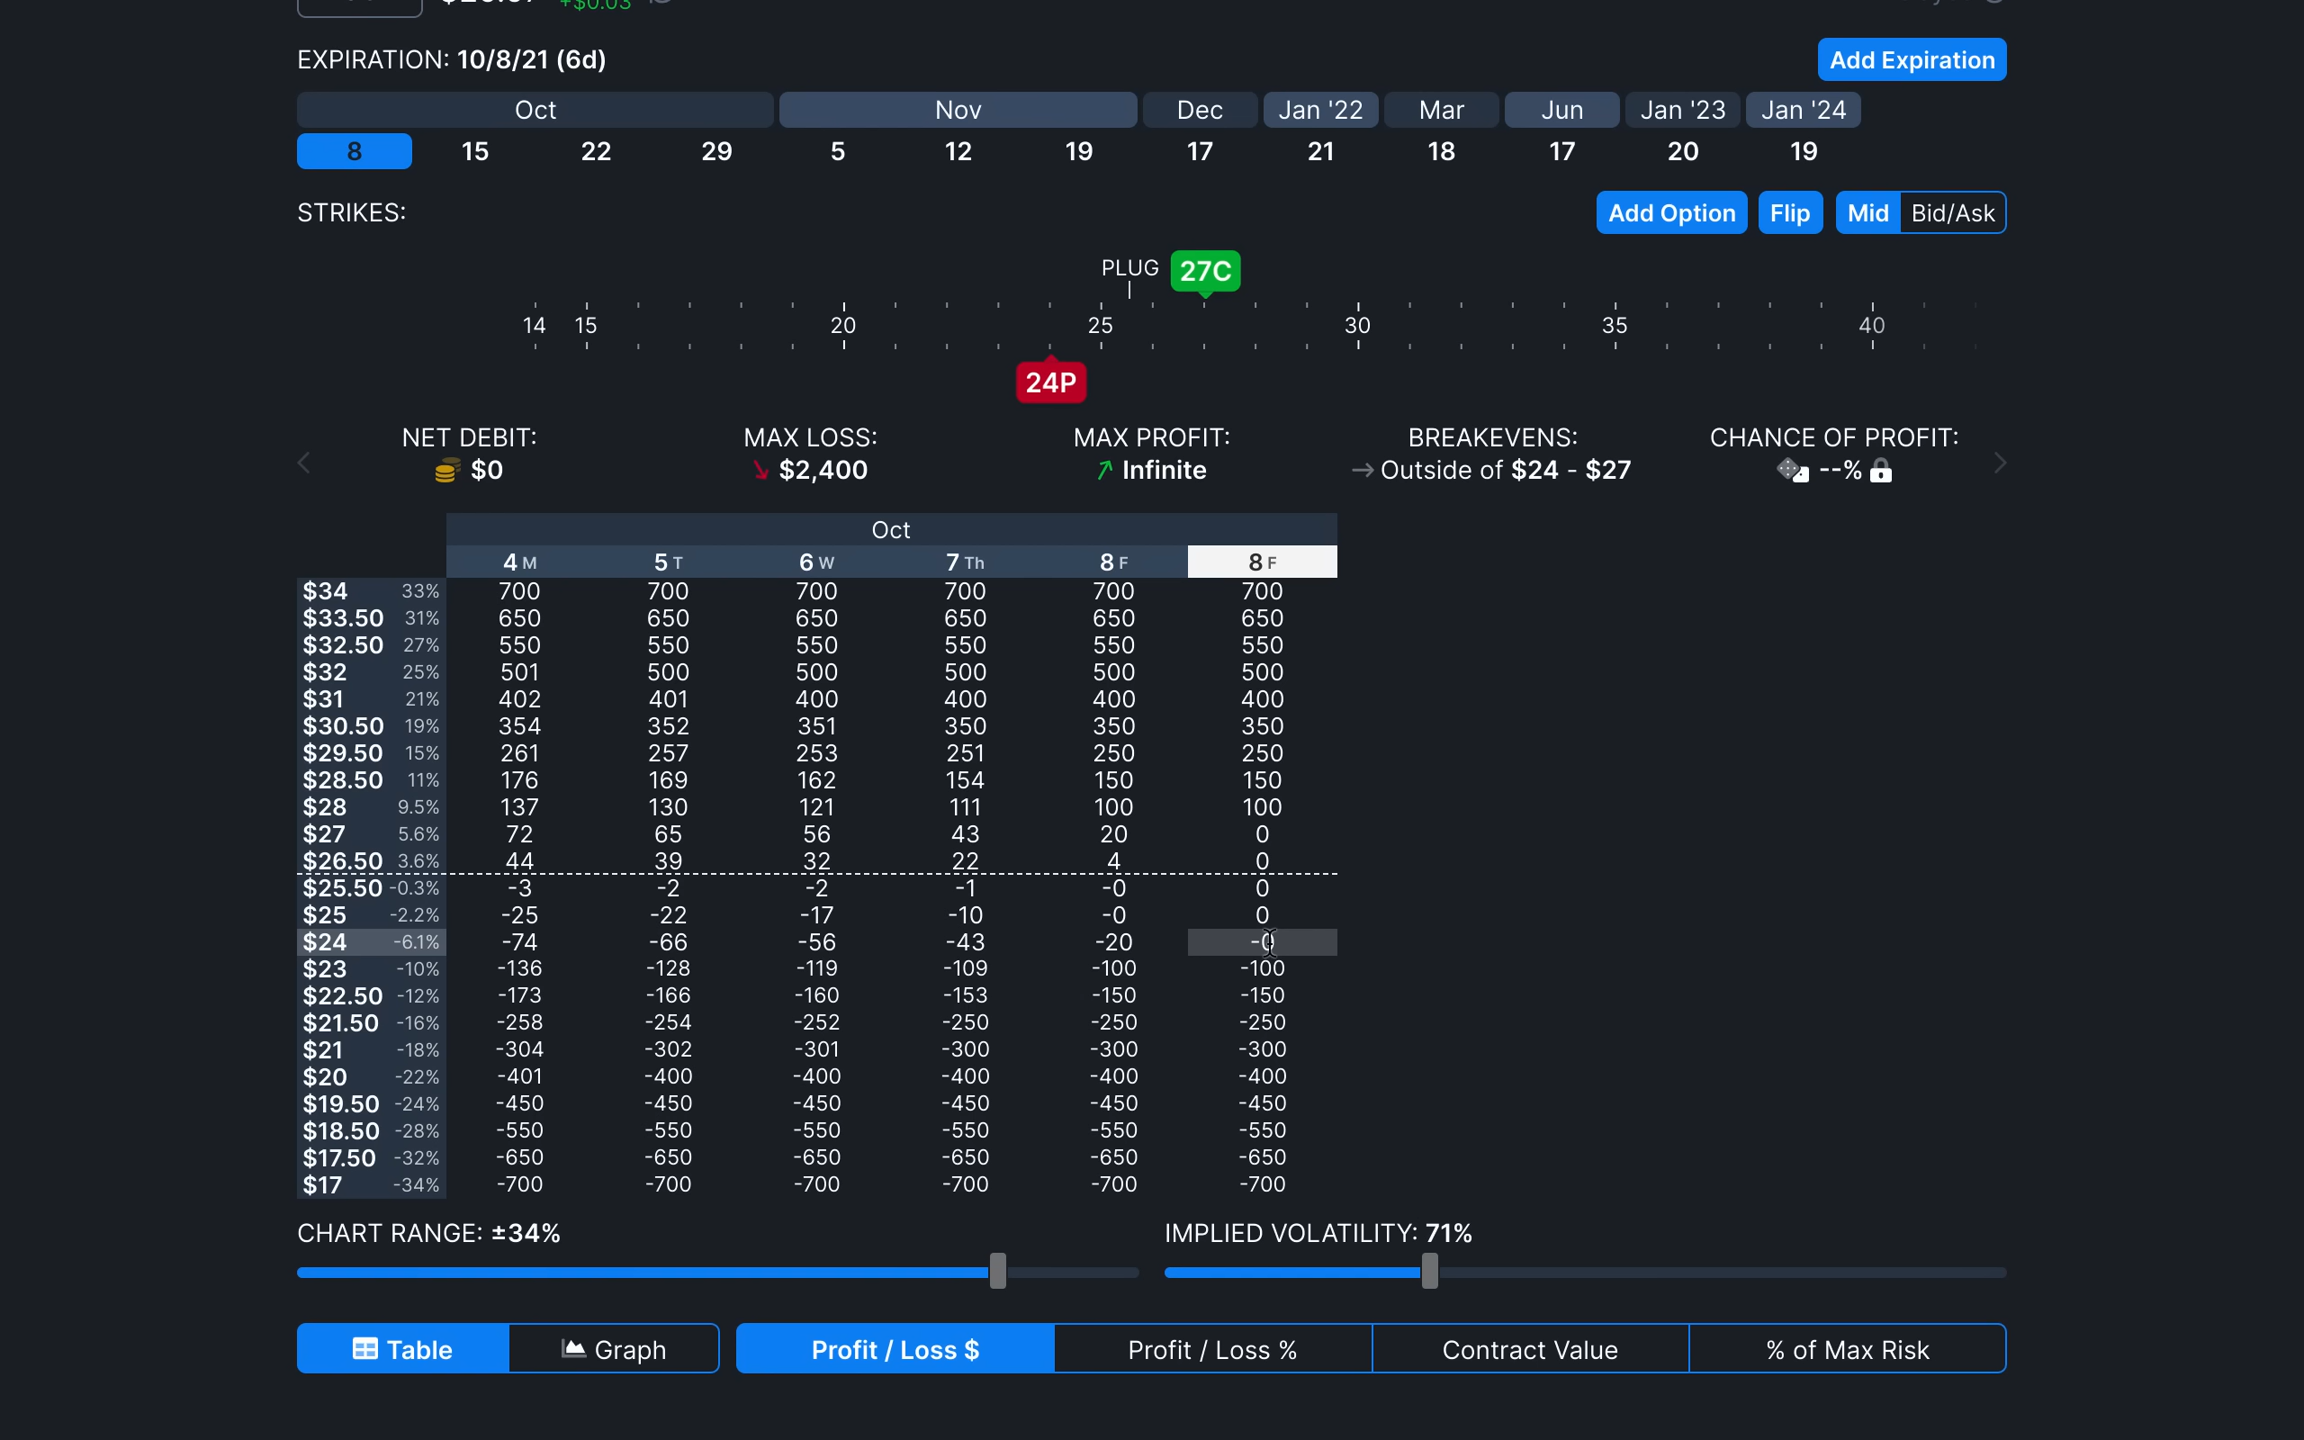 +$0.03
EXPIRATION: 10/8/21 (6d)
Add Expiration
Oct Nov Dec Jan '22 Mar Jun Jan '23 Jan '24
8 15 22 29 5 12 19 17 21 18 17 20 19
STRIKES:
Add Option Flip Mid Bid/Ask
PLUG 27C
14 15 20 25 30 35 40
24P
NET DEBIT: MAX LOSS: MAX PROFIT: BREAKEVENS: CHANCE OF PROFIT:
$0 $2,400 Infinite Outside of $24 - $27 --%
Oct
4 M 5 T 6 W 7 Th 8 F 8 F
$34 33% 700 700 700 700 700 700
$33.50 31% 650 650 650 650 650 650
$32.50 27% 550 550 550 550 550 550
$32 25% 501 500 500 500 500 500
$31 21% 402 401 400 400 400 400
$30.50 19% 354 352 351 350 350 350
$29.50 15% 261 257 253 251 250 250
$28.50 11% 176 169 162 154 150 150
$28 9.5% 137 130 121 111 100 100
$27 5.6% 72 65 56 43 20 0
$26.50 3.6% 44 39 32 22 4 0
$25.50 -0.3% -3 -2 -2 -1 -0 0
$25 -2.2% -25 -22 -17 -10 -0 0
$24 -6.1% -74 -66 -56 -43 -20 -0
$23 -10% -136 -128 -119 -109 -100 -100
$22.50 -12% -173 -166 -160 -153 -150 -150
$21.50 -16% -258 -254 -252 -250 -250 -250
$21 -18% -304 -302 -301 -300 -300 -300
$20 -22% -401 -400 -400 -400 -400 -400
$19.50 -24% -450 -450 -450 -450 -450 -450
$18.50 -28% -550 -550 -550 -550 -550 -550
$17.50 -32% -650 -650 -650 -650 -650 -650
$17 -34% -700 -700 -700 -700 -700 -700
CHART RANGE: ±34% IMPLIED VOLATILITY: 71%
Table Graph Profit / Loss $ Profit / Loss % Contract Value % of Max Risk